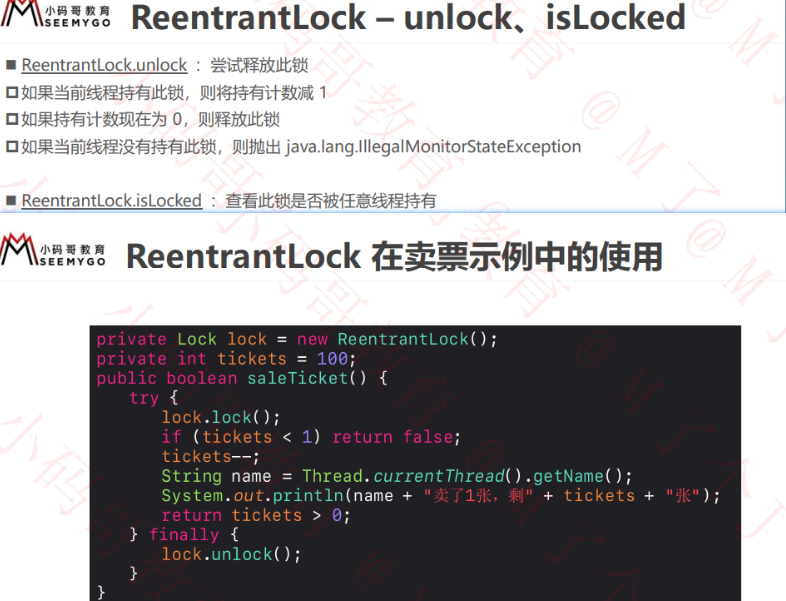 小码哥教育
SEEMYGO
ReentrantLock – unlock、isLocked
■ ReentrantLock.unlock ：尝试释放此锁
□ 如果当前线程持有此锁，则将持有计数减 1
□ 如果持有计数现在为 0，则释放此锁
□ 如果当前线程没有持有此锁，则抛出 java.lang.IllegalMonitorStateException
■ ReentrantLock.isLocked ：查看此锁是否被任意线程持有
小码哥教育
SEEMYGO
ReentrantLock 在卖票示例中的使用
private Lock lock = new ReentrantLock();
private int tickets = 100;
public boolean saleTicket() {
try {
lock.lock();
if (tickets < 1) return false;
tickets--;
String name = Thread.currentThread().getName();
System.out.println(name + "卖了1张，剩" + tickets + "张");
return tickets > 0;
} finally {
lock.unlock();
}
}